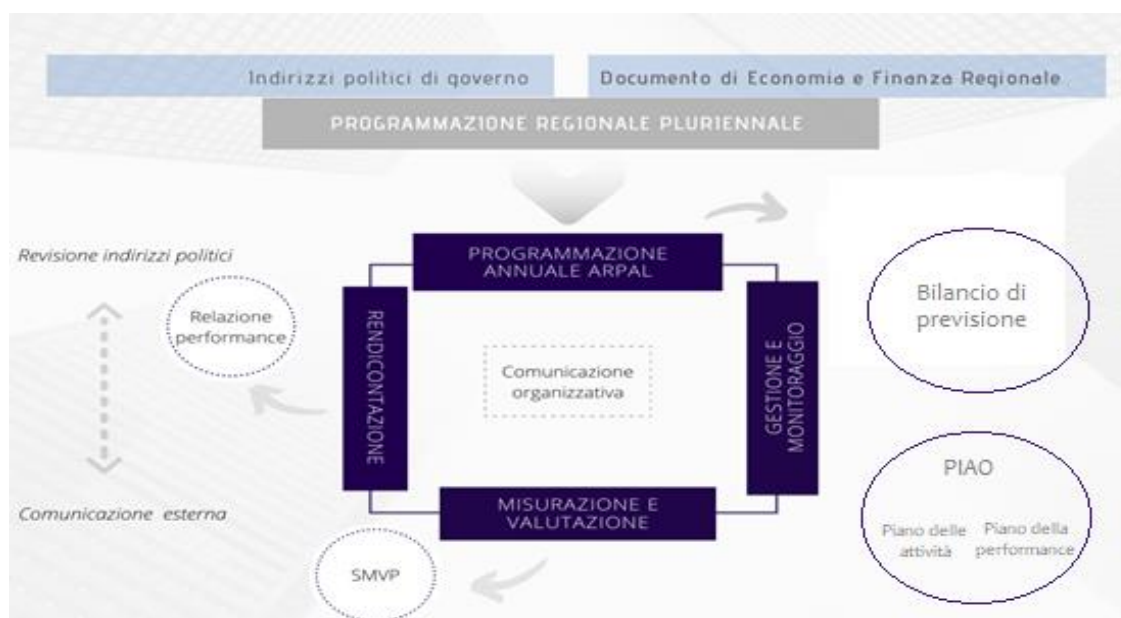 Indirizzi politici di governo
Documento di Economia e Finanza Regionale
PROGRAMMAZIONE REGIONALE PLURIENNALE
PROGRAMMAZIONE
ANNUALE ARPAL
Revisione indirizzi politici
Relazione
performance
RENDICONTAZIONE
Comunicazione
organizzativa
GESTIONE E
MONITORAGGIO
Bilancio di
previsione
PIAO
Piano delle
attività
Piano della
performance
MISURAZIONE E
VALUTAZIONE
Comunicazione esterna
SMVP